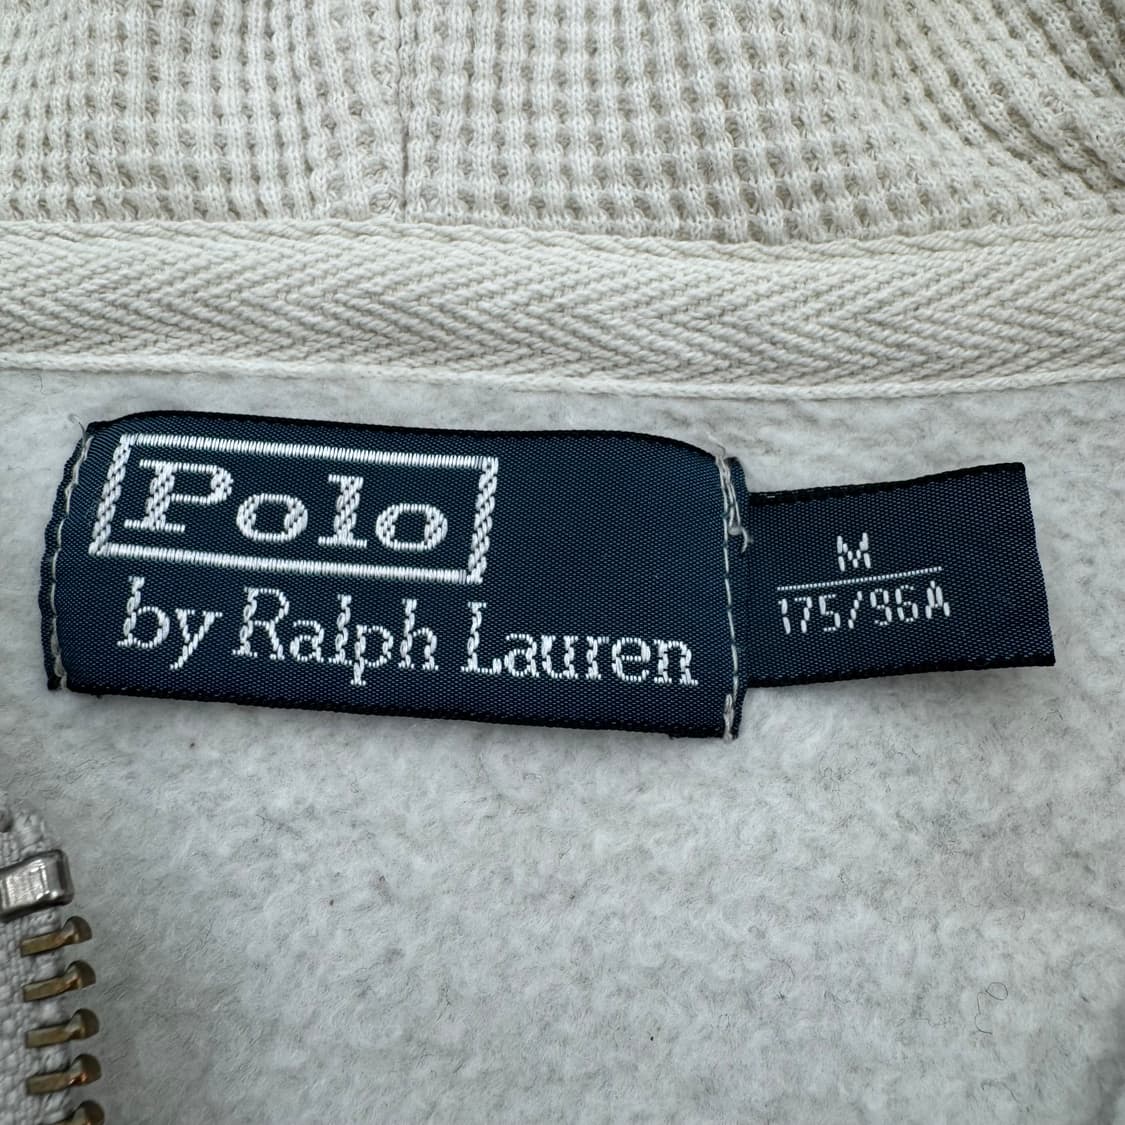 Polo
by Ralph Lauren
M
175/96A